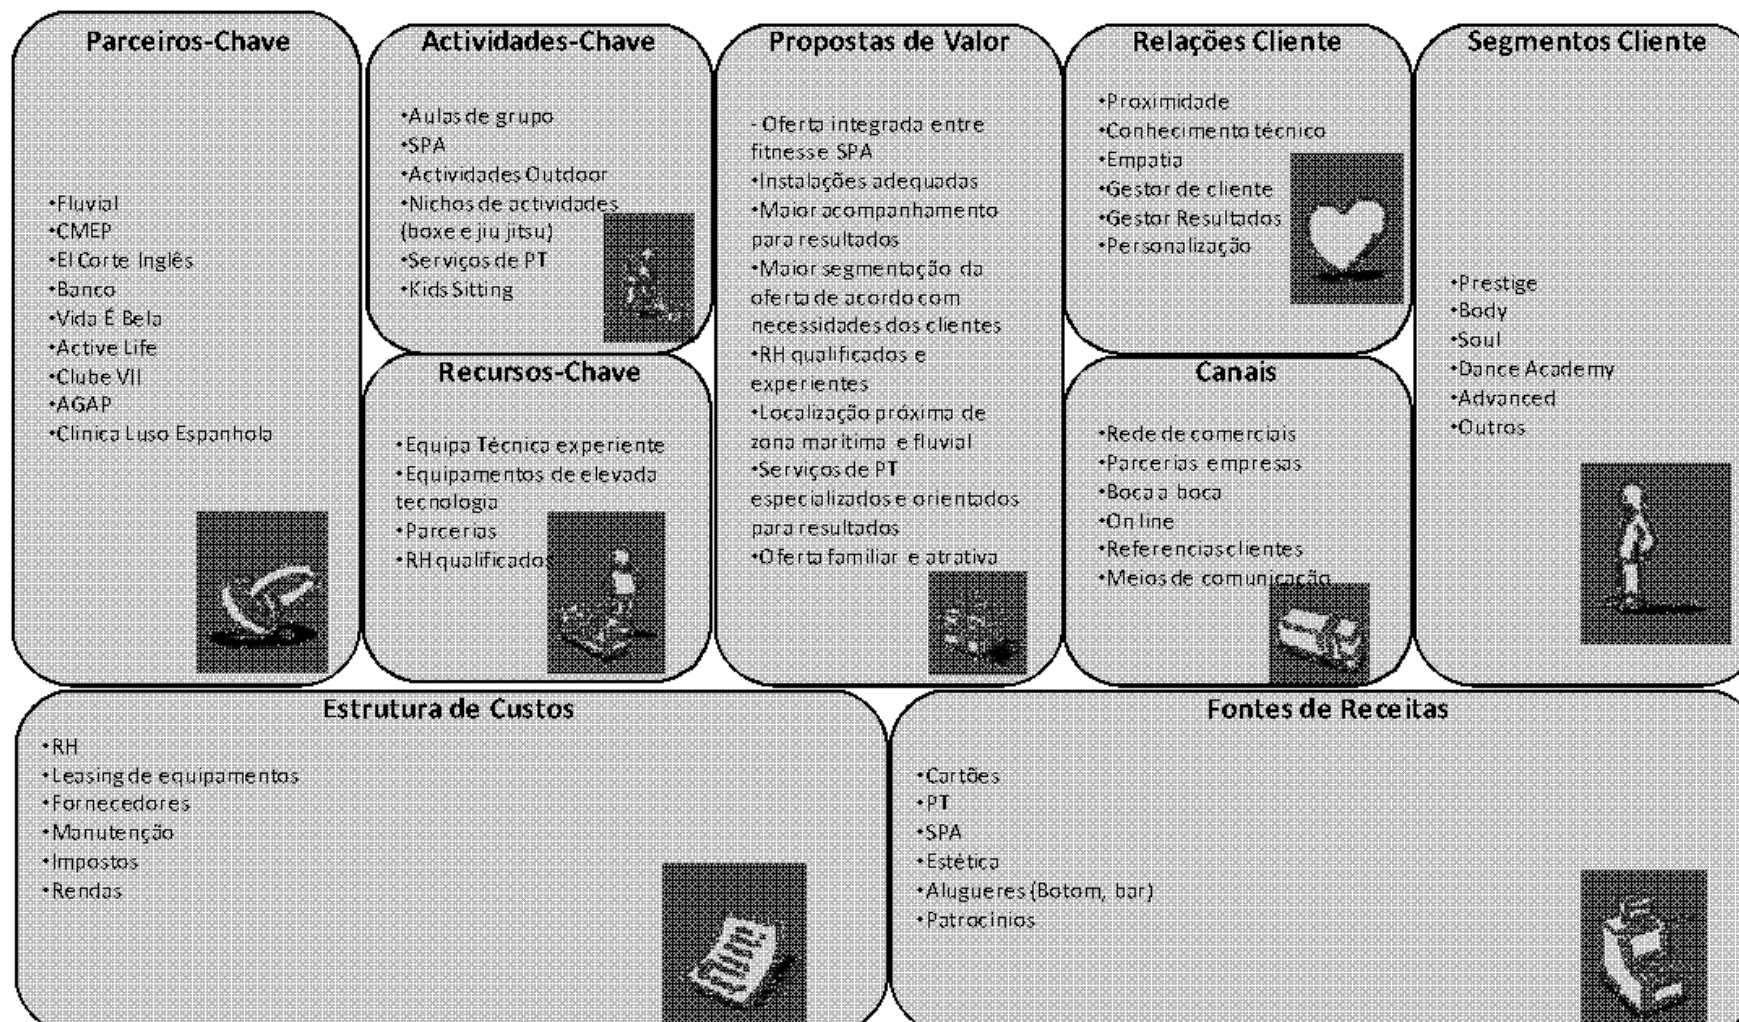 Parceiros-Chave
•Fluvial
•CMEP
•El Corte Inglês
•Banco
•Vida É Bela
•Active Life
•Clube VII
•AGAP
•Clinica Luso Espanhola
Actividades-Chave
•Aulas de grupo
•SPA
•Actividades Outdoor
•Nichos de actividades
(boxe e jiu jitsu)
•Serviços de PT
•Kids Sitting
Recursos-Chave
•Equipa Técnica experiente
•Equipamentos de elevada
tecnologia
•Parcerias
•RH qualificados
Propostas de Valor
- Oferta integrada entre
fitness e SPA
•Instalações adequadas
•Maior acompanhamento
para resultados
•Maior segmentação da
oferta de acordo com
necessidades dos clientes
•RH qualificados e
experientes
•Localização próxima de
zona marítima e fluvial
•Serviços de PT
especializados e orientados
para resultados
•Oferta familiar e atrativa
Relações Cliente
•Proximidade
•Conhecimento técnico
•Empatia
•Gestor de cliente
•Gestor Resultados
•Personalização
Canais
•Rede de comerciais
•Parcerias empresas
•Boca a boca
•On line
•Referencias clientes
•Meios de comunicação
Segmentos Cliente
•Prestige
•Body
•Soul
•Dance Academy
•Advanced
•Outros
Estrutura de Custos
•RH
•Leasing de equipamentos
•Fornecedores
•Manutenção
•Impostos
•Rendas
Fontes de Receitas
•Cartões
•PT
•SPA
•Estética
•Alugueres (Botom, bar)
•Patrocínios